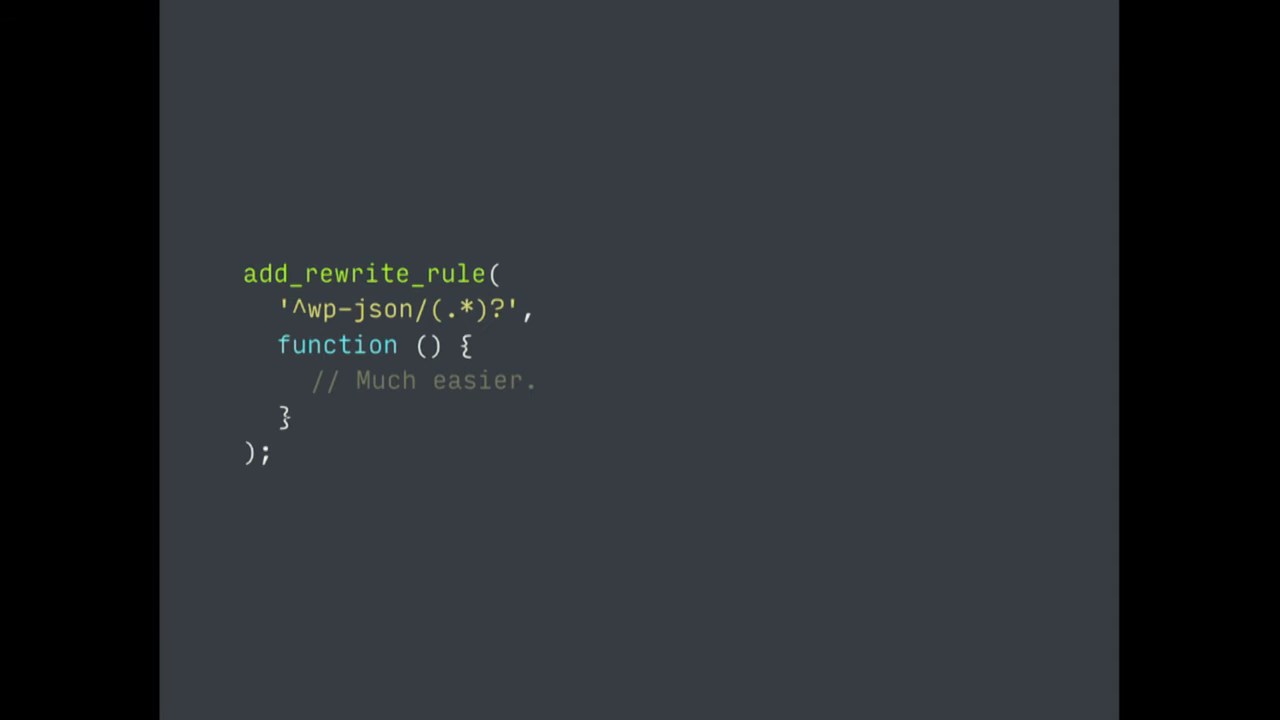 add_rewrite_rule(
  '^wp-json/(.*)?',
  function () {
    // Much easier.
  }
);